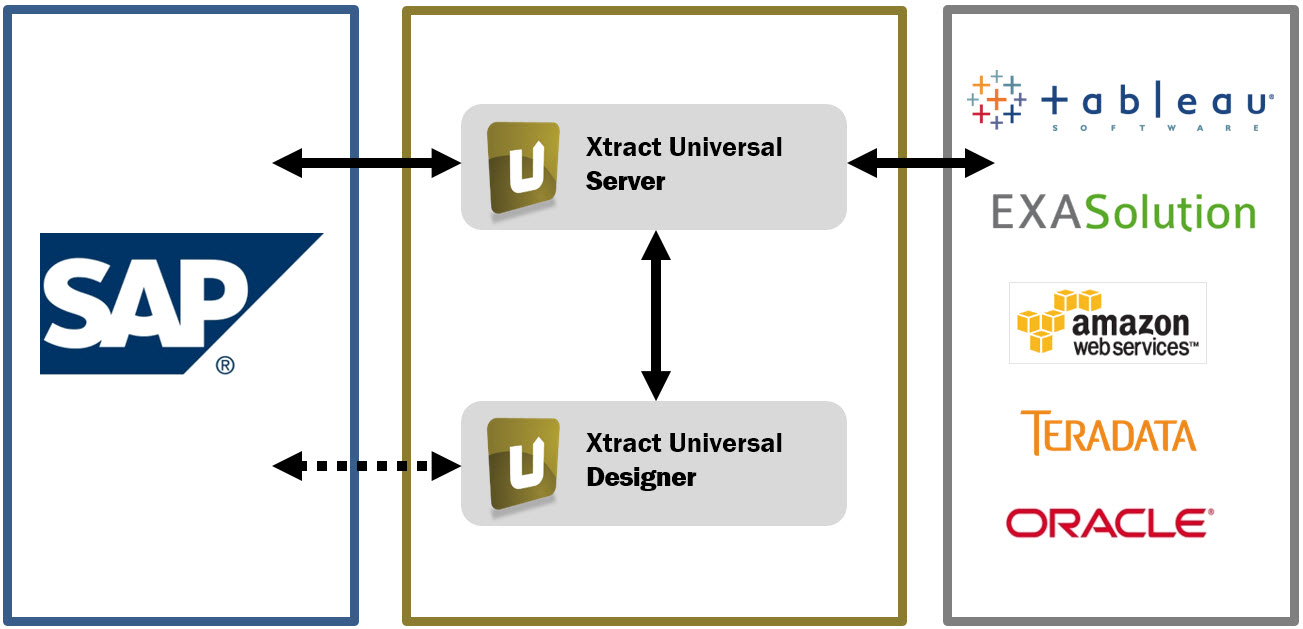 SAP
®
U
Xtract Universal
Server
U
Xtract Universal
Designer
+ableau®
SOFTWARE
EXASolution
amazon
webservices™
TERADATA
ORACLE®